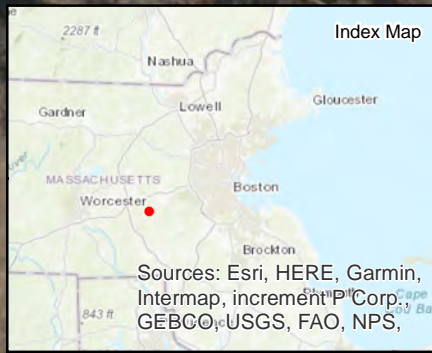 Index Map
2287 ft
Nashua
Gardner
Lowell
Gloucester
MASSACHUSETTS
Worcester
Boston
Brockton
Sources: Esri, HERE, Garmin,
Intermap, increment P Corp.,
GEBCO, USGS, FAO, NPS,
843 ft
Cape